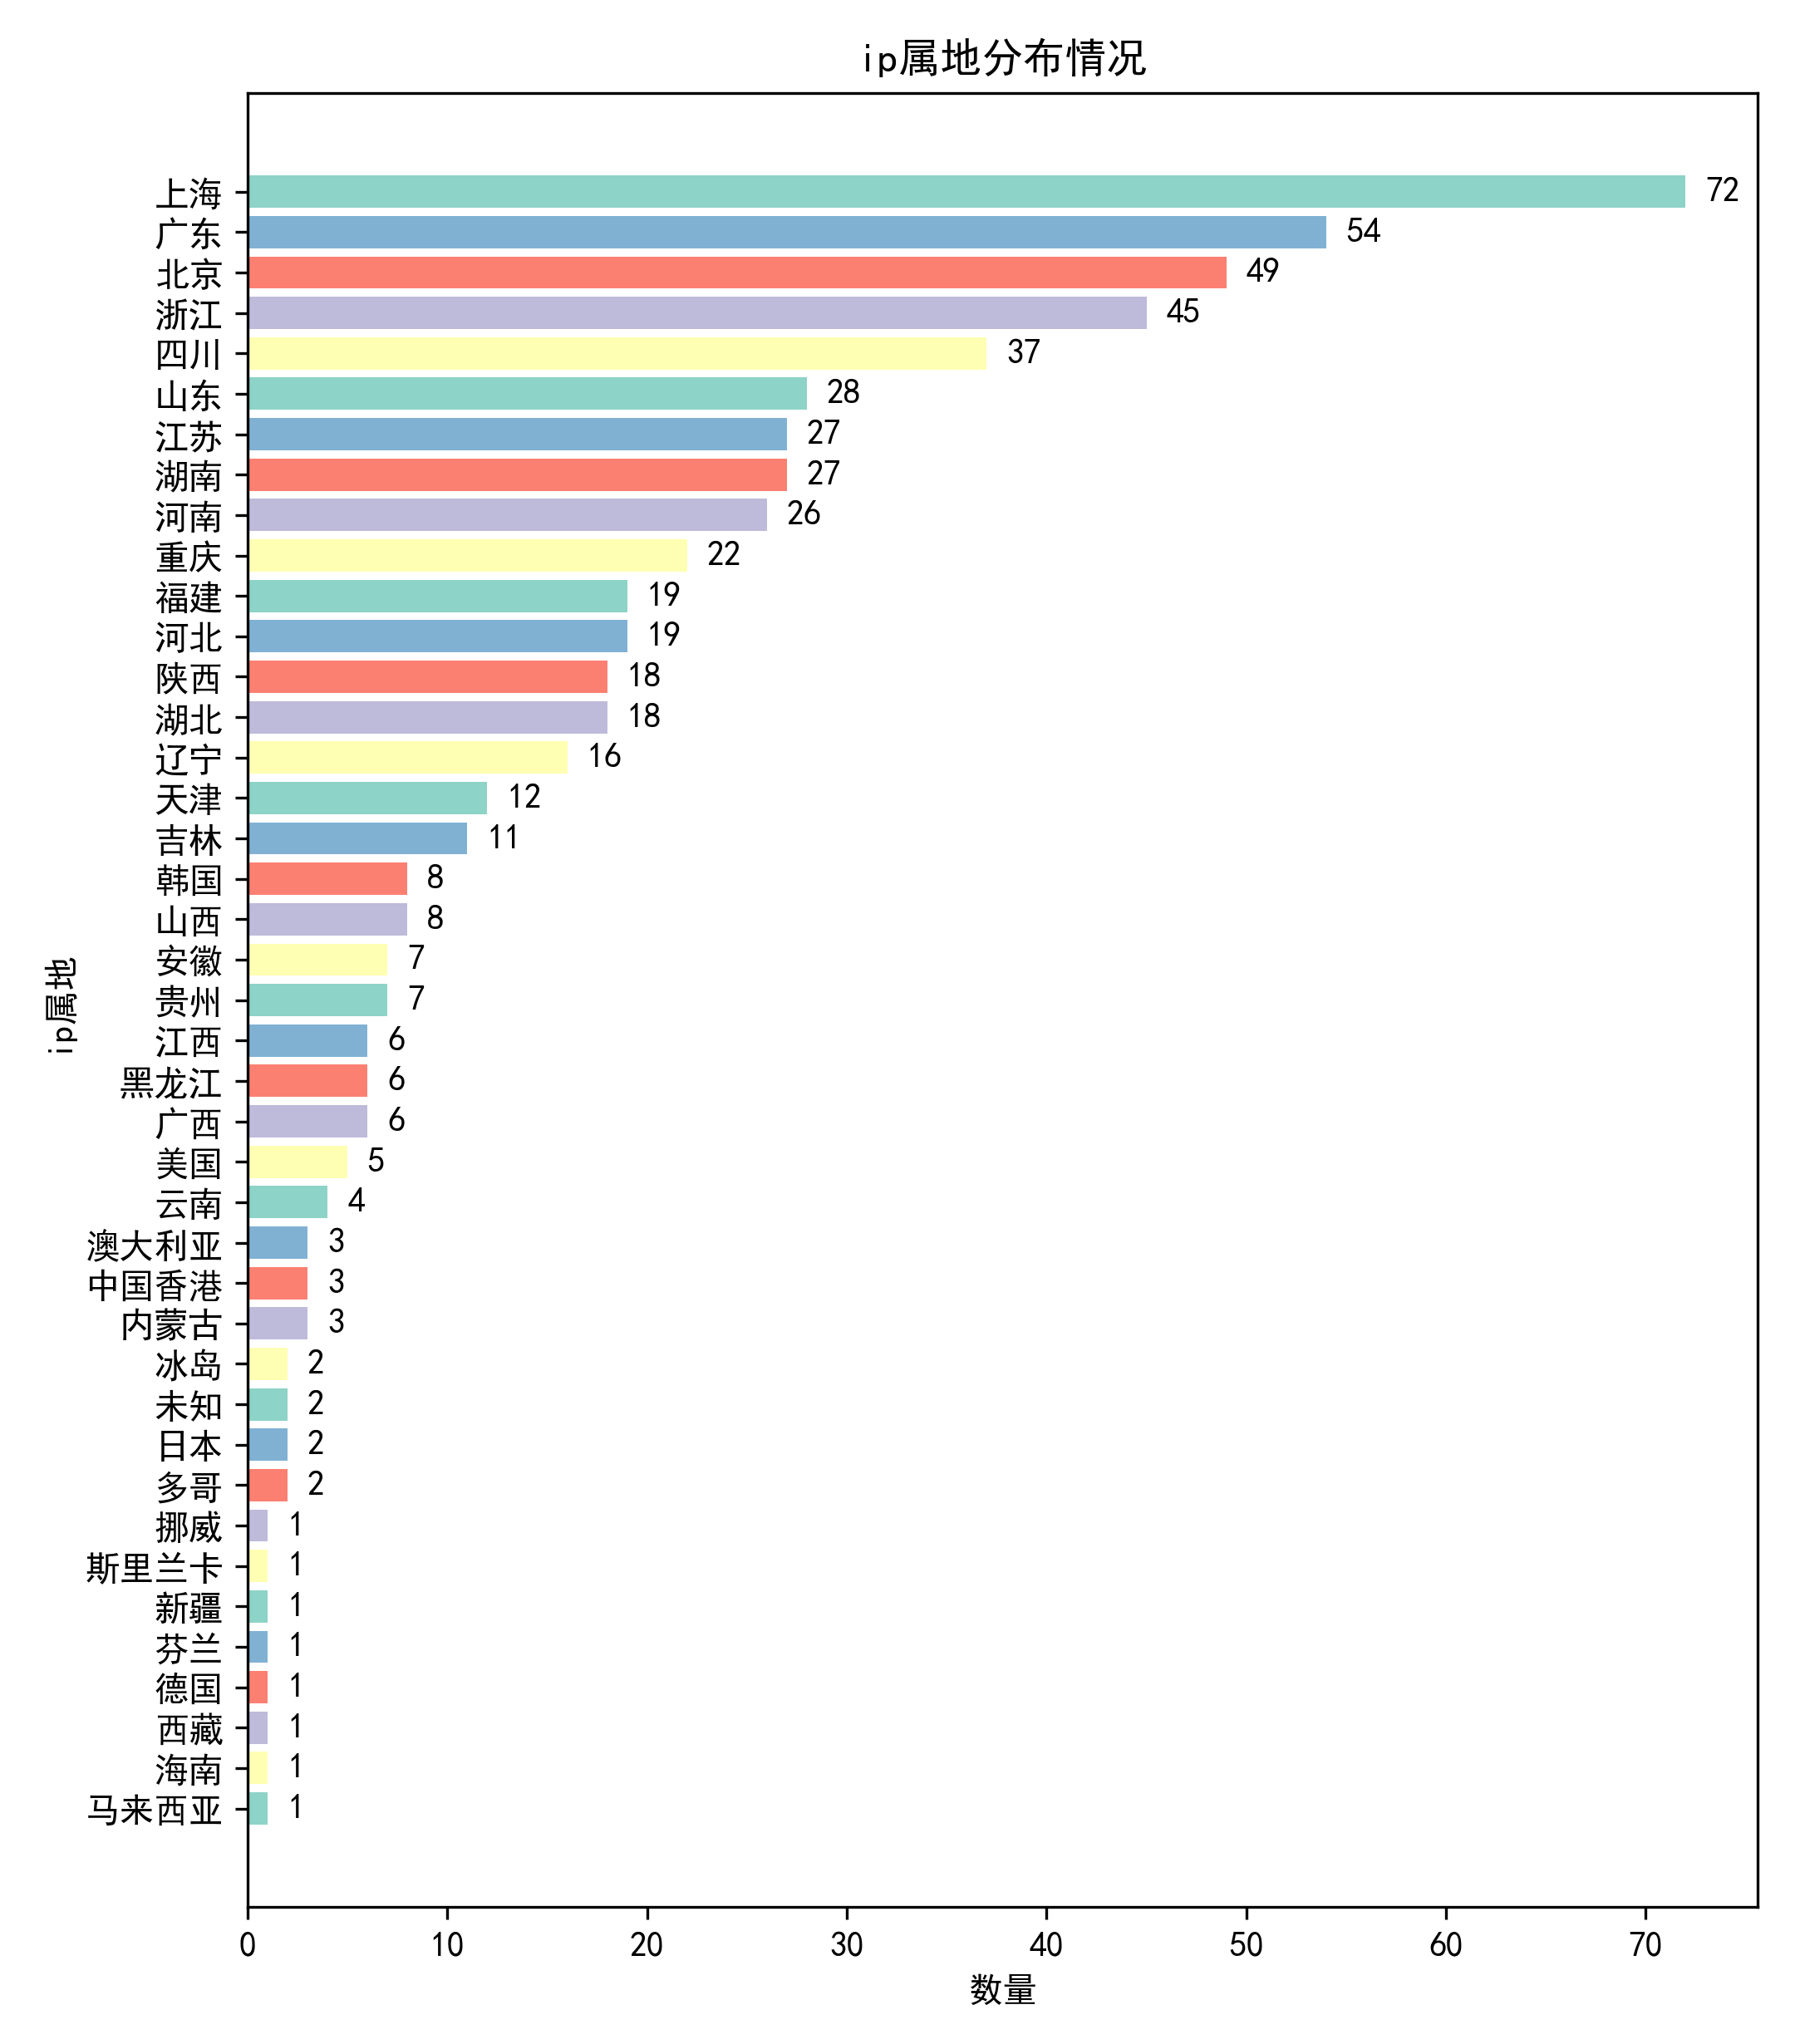 ip属地分布情况
上海 72
广东 54
北京 49
浙江 45
四川 37
山东 28
江苏 27
湖南 27
河南 26
重庆 22
福建 19
河北 19
陕西 18
湖北 18
辽宁 16
天津 12
吉林 11
韩国 8
山西 8
安徽 7
贵州 7
江西 6
黑龙江 6
广西 6
美国 5
云南 4
澳大利亚 3
中国香港 3
内蒙古 3
冰岛 2
未知 2
日本 2
多哥 2
挪威 1
斯里兰卡 1
新疆 1
芬兰 1
德国 1
西藏 1
海南 1
马来西亚 1
ip属地
0 10 20 30 40 50 60 70
数量